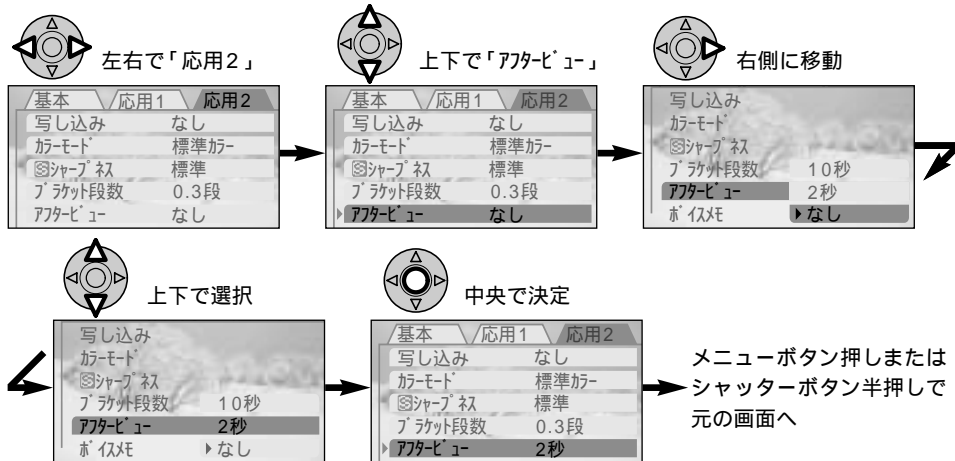 左右で「応用2」
基本 応用1 応用2
写し込み なし
ｶﾗｰﾓｰﾄﾞ 標準ｶﾗｰ
Ⓢｼｬｰﾌﾟﾈｽ 標準
ﾌﾞﾗｹｯﾄ段数 0.3段
ｱﾌﾀｰﾋﾞｭｰ なし
上下で「ｱﾌﾀｰﾋﾞｭｰ」
基本 応用1 応用2
写し込み なし
ｶﾗｰﾓｰﾄﾞ 標準ｶﾗｰ
Ⓢｼｬｰﾌﾟﾈｽ 標準
ﾌﾞﾗｹｯﾄ段数 0.3段
ｱﾌﾀｰﾋﾞｭｰ なし
右側に移動
写し込み
ｶﾗｰﾓｰﾄﾞ
Ⓢｼｬｰﾌﾟﾈｽ
ﾌﾞﾗｹｯﾄ段数 10秒
ｱﾌﾀｰﾋﾞｭｰ 2秒
ﾎﾞｲｽﾒﾓ なし
上下で選択
写し込み
ｶﾗｰﾓｰﾄﾞ
Ⓢｼｬｰﾌﾟﾈｽ
ﾌﾞﾗｹｯﾄ段数 10秒
ｱﾌﾀｰﾋﾞｭｰ 2秒
ﾎﾞｲｽﾒﾓ なし
中央で決定
基本 応用1 応用2
写し込み なし
ｶﾗｰﾓｰﾄﾞ 標準ｶﾗｰ
Ⓢｼｬｰﾌﾟﾈｽ 標準
ﾌﾞﾗｹｯﾄ段数 0.3段
ｱﾌﾀｰﾋﾞｭｰ 2秒
メニューボタン押しまたは
シャッターボタン半押しで
元の画面へ